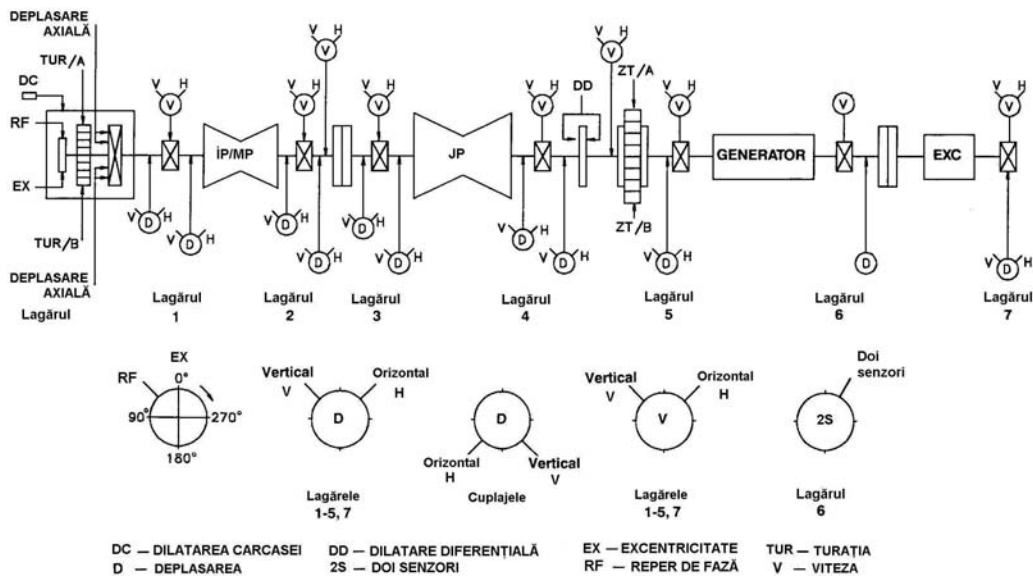 DEPLASARE
AXIALĂ
TUR/A
DC
RF
EX
TUR/B
DEPLASARE
AXIALĂ
V H
V
V H
V
V H
V
V H
V
V H
V
V H
V
V H
V
V
V H
V
DD
ZT/A
ZT/B
İP/MP
JP
GENERATOR
EXC
V H
D
V H
D
V H
D
V H
D
V H
D
V H
D
V H
D
V H
D
V H
D
D
V H
D
Lagărul
Lagărul
1
Lagărul
2
Lagărul
3
Lagărul
4
Lagărul
5
Lagărul
6
Lagărul
7
EX
RF
0°
90°
270°
180°
Vertical
V
Orizontal
H
D
Lagărele
1-5, 7
D
Orizontal
H
Vertical
V
Cuplajele
Vertical
V
Orizontal
H
V
Lagărele
1-5, 7
Doi
senzori
2S
Lagărul
6
DC — DILATAREA CARCASEI
DD — DILATARE DIFERENŢIALĂ
EX — EXCENTRICITATE
TUR — TURAŢIA
D — DEPLASAREA
2S — DOI SENZORI
RF — REPER DE FAZĂ
V — VITEZA